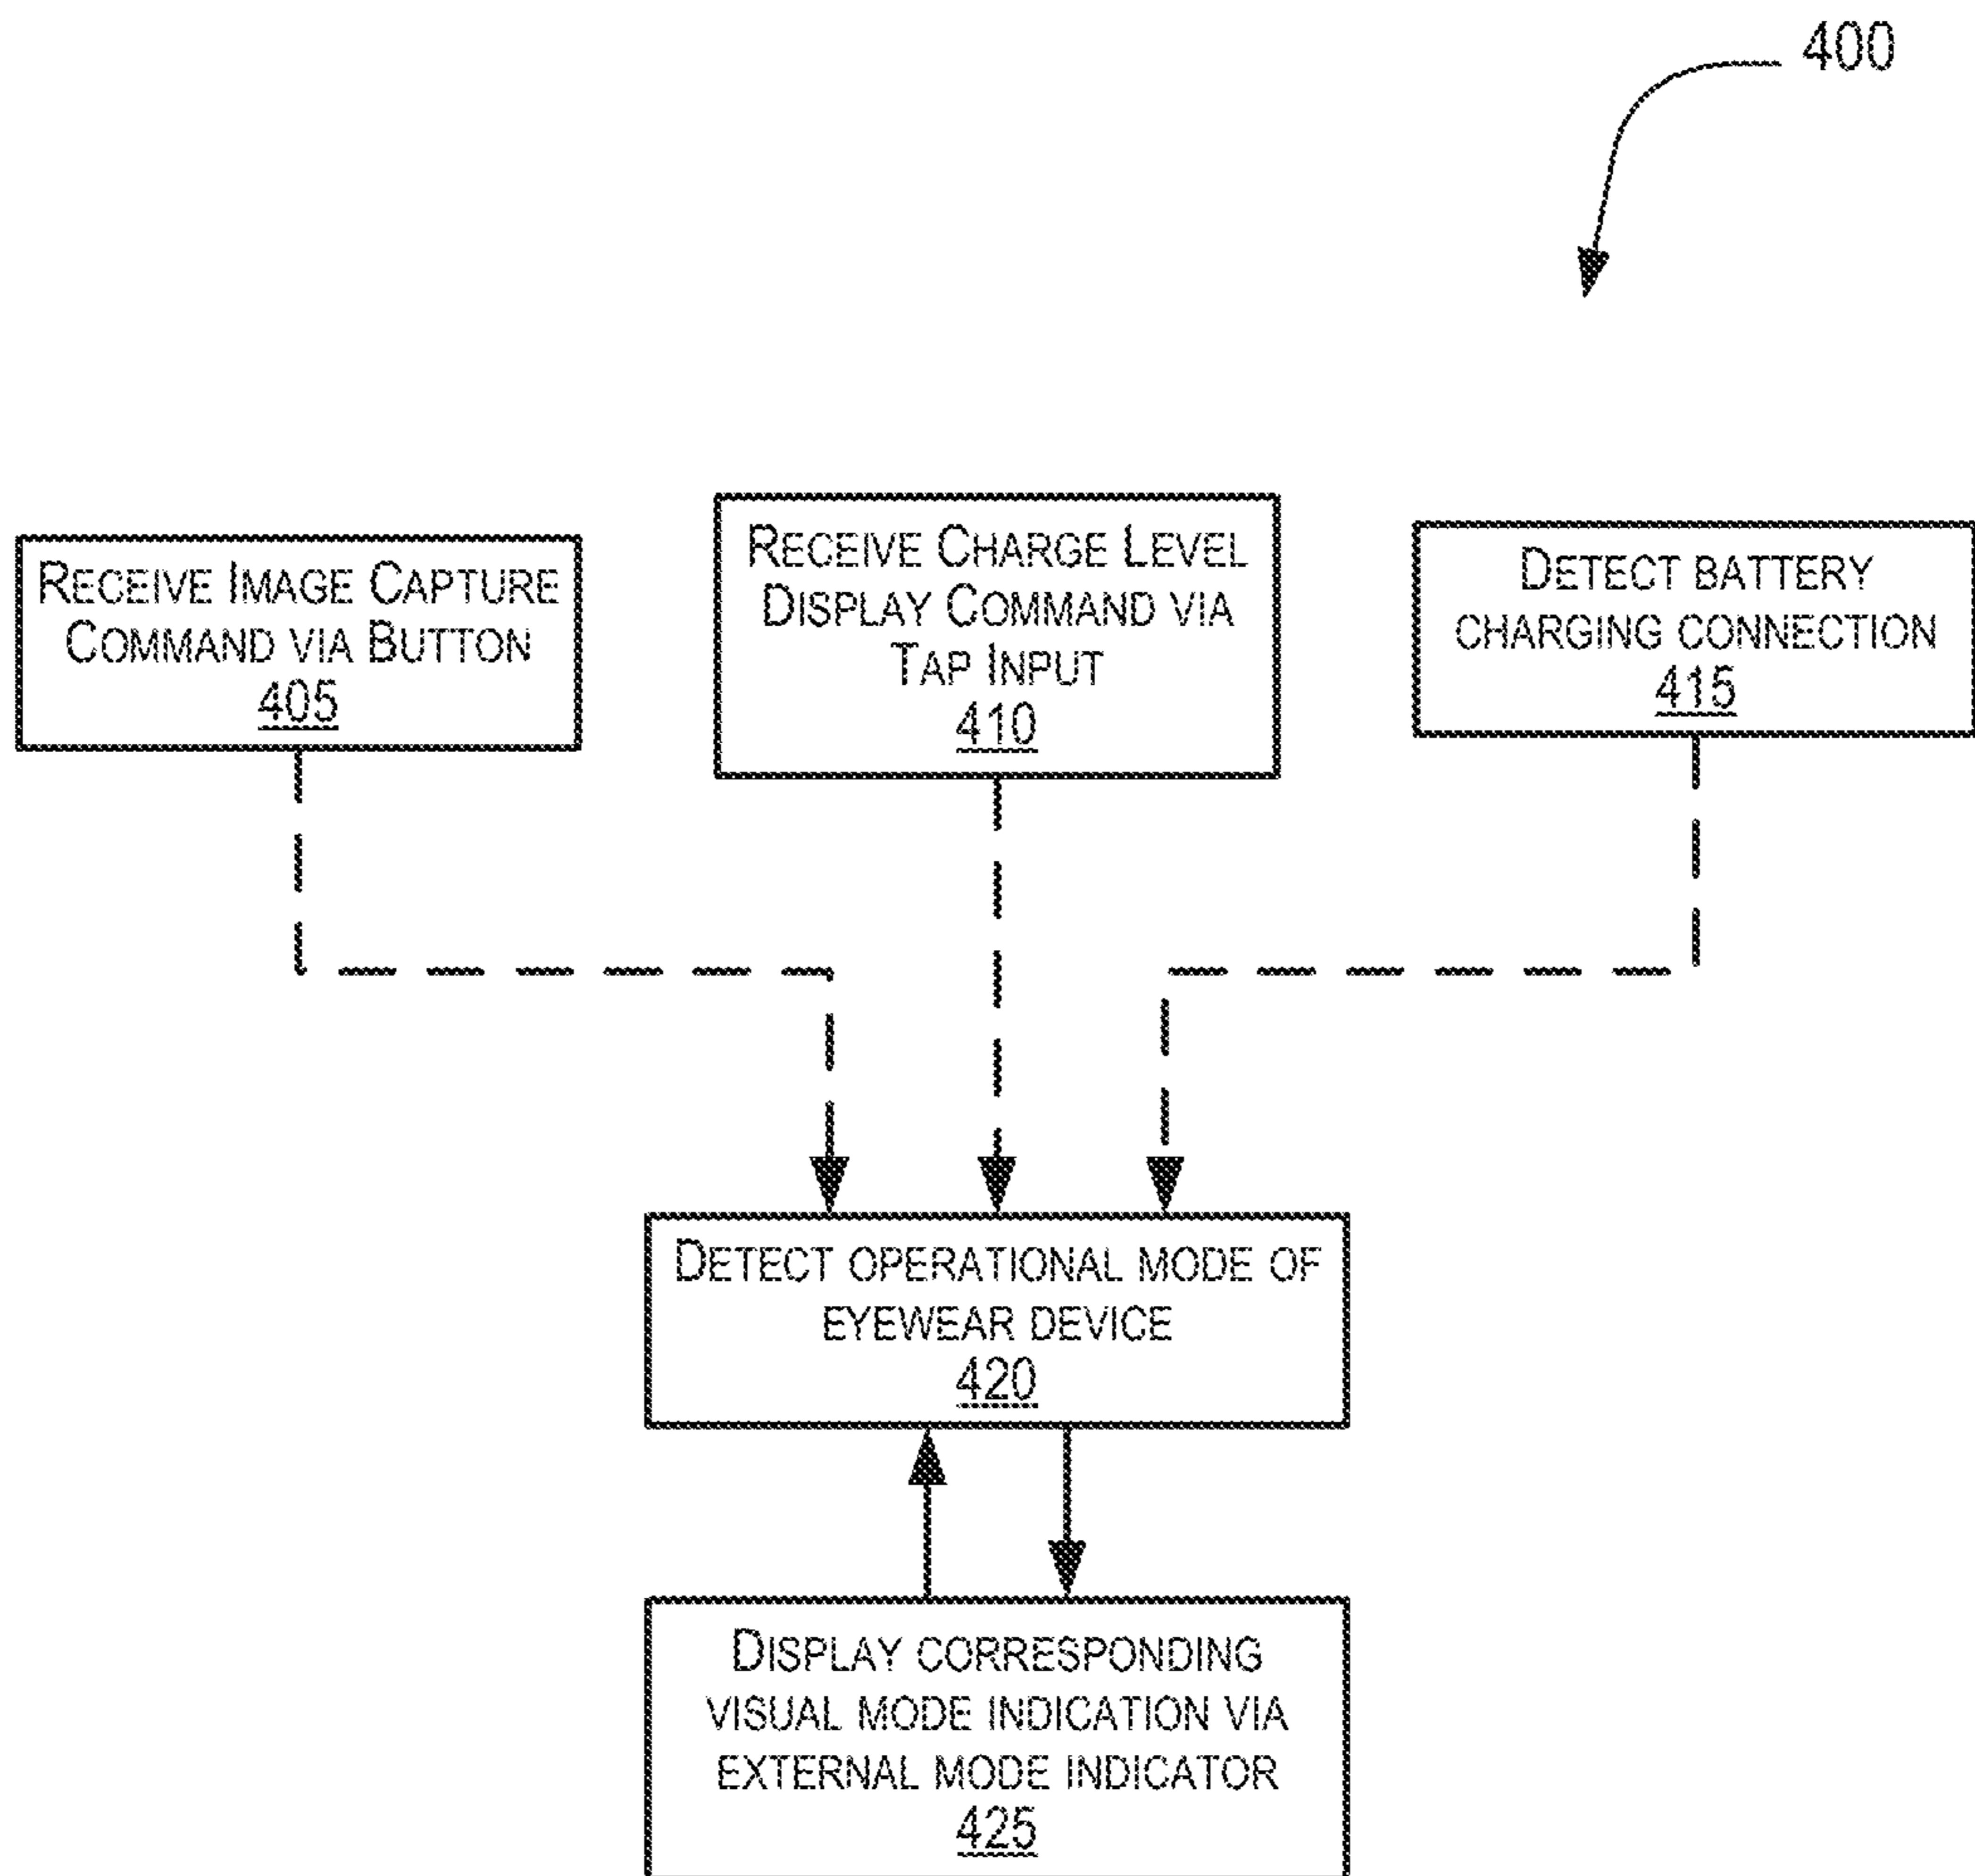 400
RECEIVE IMAGE CAPTURE
COMMAND VIA BUTTON
405
RECEIVE CHARGE LEVEL
DISPLAY COMMAND VIA
TAP INPUT
410
DETECT BATTERY
CHARGING CONNECTION
415
DETECT OPERATIONAL MODE OF
EYEWEAR DEVICE
420
DISPLAY CORRESPONDING
VISUAL MODE INDICATION VIA
EXTERNAL MODE INDICATOR
425